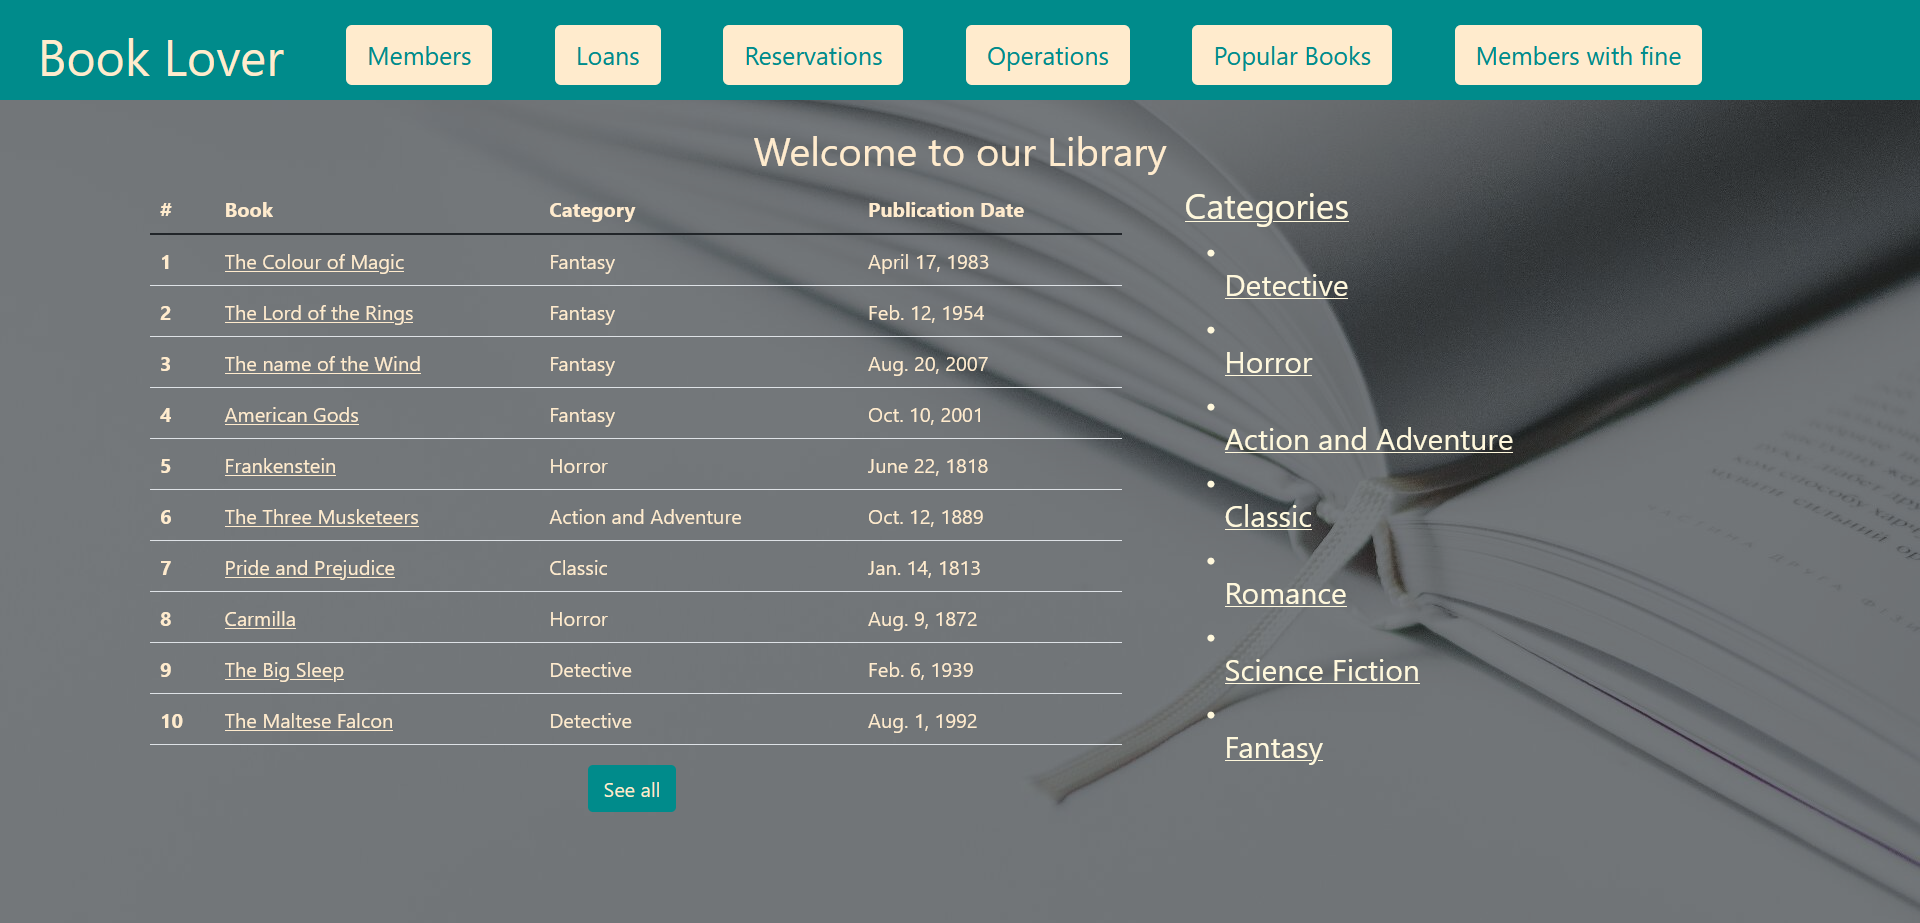 Book Lover Members Loans Reservations Operations Popular Books Members with fine
Welcome to our Library
# Book Category Publication Date
1 The Colour of Magic Fantasy April 17, 1983
2 The Lord of the Rings Fantasy Feb. 12, 1954
3 The name of the Wind Fantasy Aug. 20, 2007
4 American Gods Fantasy Oct. 10, 2001
5 Frankenstein Horror June 22, 1818
6 The Three Musketeers Action and Adventure Oct. 12, 1889
7 Pride and Prejudice Classic Jan. 14, 1813
8 Carmilla Horror Aug. 9, 1872
9 The Big Sleep Detective Feb. 6, 1939
10 The Maltese Falcon Detective Aug. 1, 1992
See all
Categories
Detective
Horror
Action and Adventure
Classic
Romance
Science Fiction
Fantasy